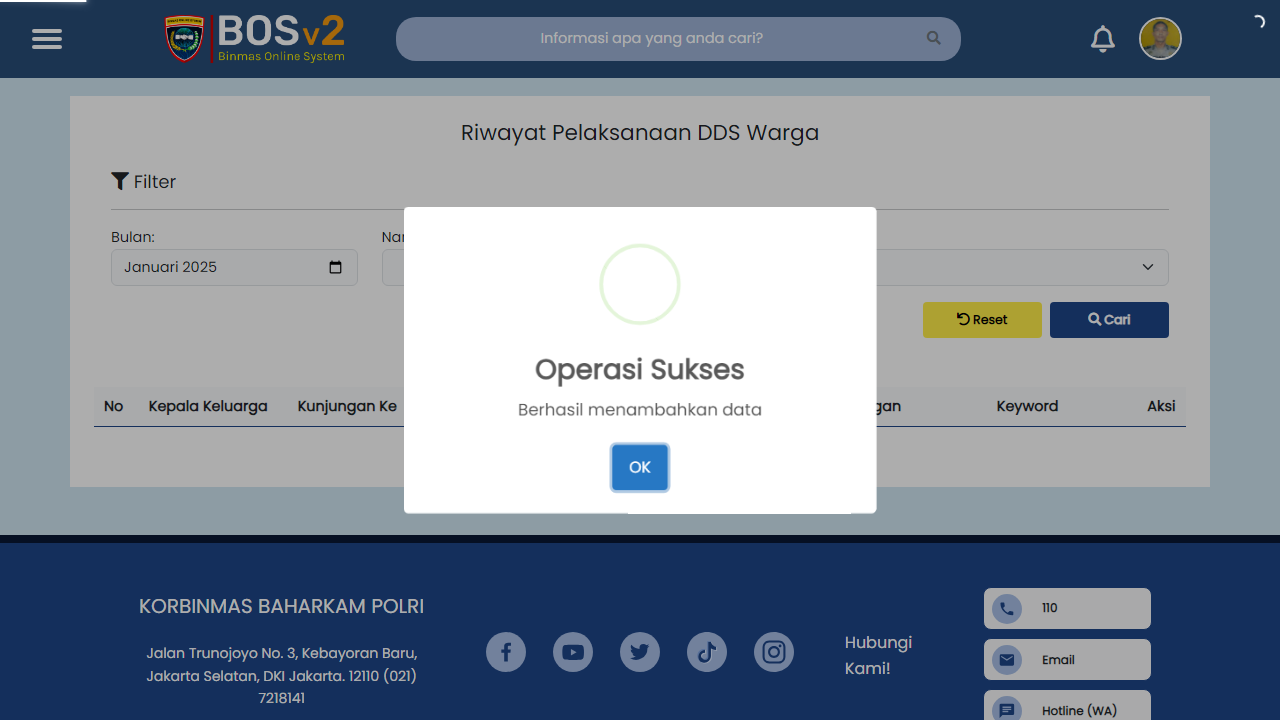 BOSv2
Binmas Online System
Informasi apa yang anda cari?
Riwayat Pelaksanaan DDS Warga
Filter
Bulan:
Januari 2025
Reset
Cari
No Kepala Keluarga Kunjungan Ke Keyword Aksi
Operasi Sukses
Berhasil menambahkan data
OK
KORBINMAS BAHARKAM POLRI
Jalan Trunojoyo No. 3, Kebayoran Baru,
Jakarta Selatan, DKI Jakarta. 12110 (021)
7218141
Hubungi
Kami!
110
Email
Hotline (WA)